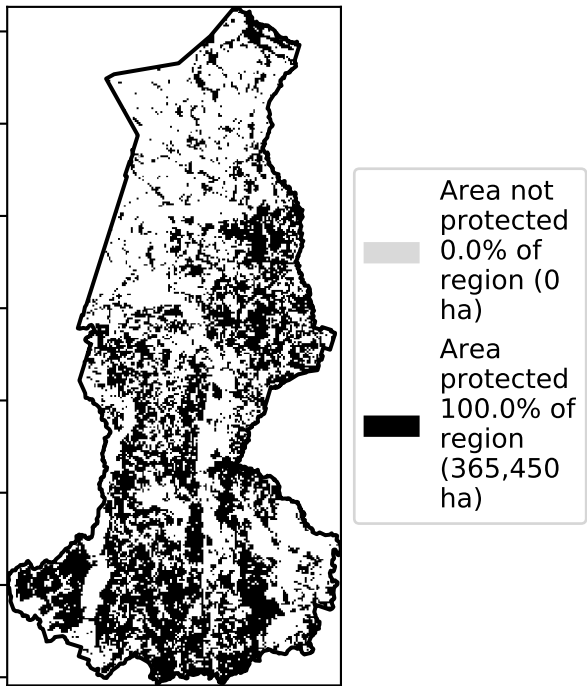 Area not
protected
0.0% of
region (0
ha)
Area
protected
100.0% of
region
(365,450
ha)